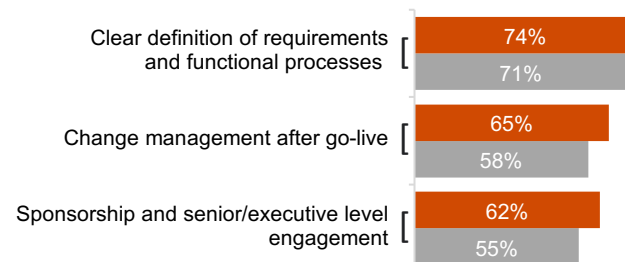 Clear definition of requirements
and functional processes
74%
71%
Change management after go-live
65%
58%
Sponsorship and senior/executive level
engagement
62%
55%